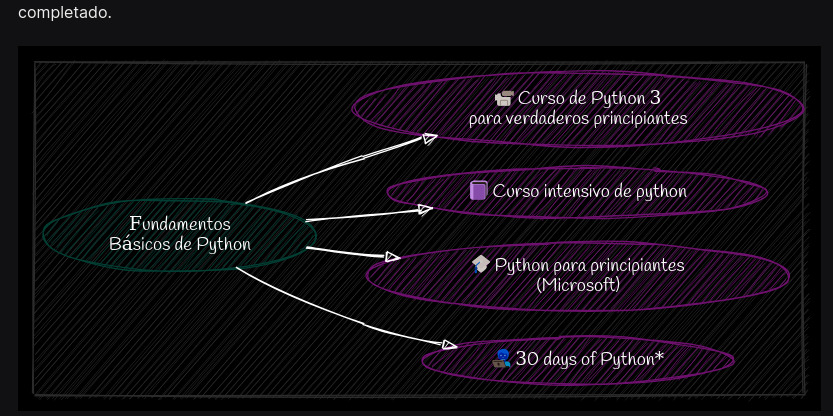 completado.
Curso de Python 3
para verdaderos principiantes
Curso intensivo de python
Fundamentos
Básicos de Python
Python para principiantes
(Microsoft)
30 days of Python*